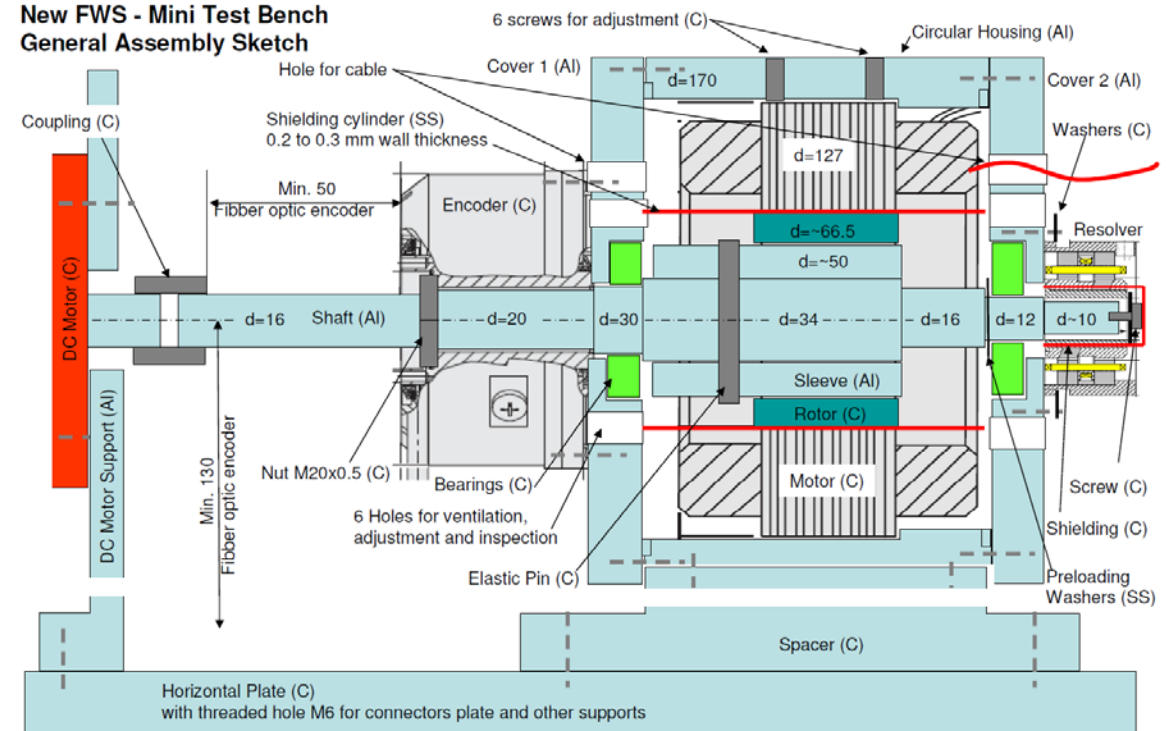 New FWS - Mini Test Bench
General Assembly Sketch
6 screws for adjustment (C)
Circular Housing (Al)
Hole for cable
Cover 1 (Al)
d=170
Cover 2 (Al)
Coupling (C)
Shielding cylinder (SS)
0.2 to 0.3 mm wall thickness
Washers (C)
d=127
Min. 50
Fibber optic encoder
Encoder (C)
d=~66.5
Resolver
d=~50
DC Motor (C)
d=16
Shaft (Al)
d=20
d=30
d=34
d=16
d=12
d~10
Sleeve (Al)
Rotor (C)
DC Motor Support (Al)
Min. 130
Fibber optic encoder
Nut M20x0.5 (C)
Bearings (C)
Motor (C)
Screw (C)
6 Holes for ventilation,
adjustment and inspection
Shielding (C)
Elastic Pin (C)
Preloading
Washers (SS)
Spacer (C)
Horizontal Plate (C)
with threaded hole M6 for connectors plate and other supports